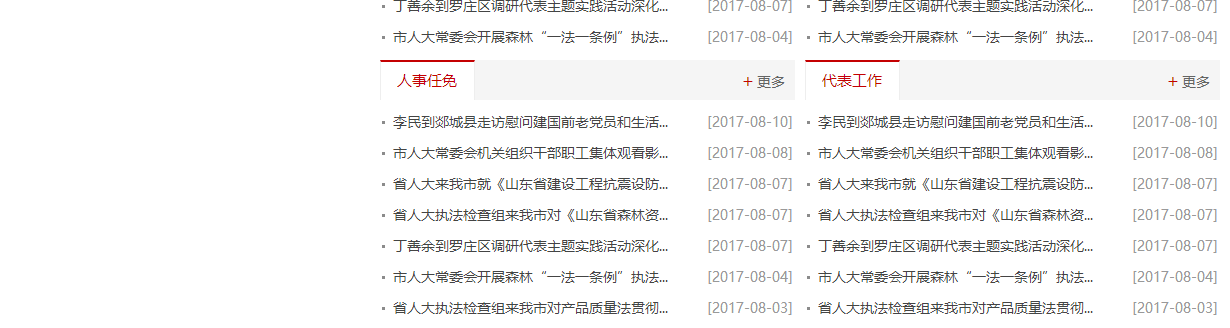 丁善余到罗庄区调研代表主题实践活动深化... [2017-08-07]
市人大常委会开展森林“一法一条例”执法... [2017-08-04]
人事任免 + 更多
李民到郯城县走访慰问建国前老党员和生活... [2017-08-10]
市人大常委会机关组织干部职工集体观看影... [2017-08-08]
省人大来我市就《山东省建设工程抗震设防... [2017-08-07]
省人大执法检查组来我市对《山东省森林资... [2017-08-07]
丁善余到罗庄区调研代表主题实践活动深化... [2017-08-07]
市人大常委会开展森林“一法一条例”执法... [2017-08-04]
省人大执法检查组来我市对产品质量法贯彻... [2017-08-03]
丁善余到罗庄区调研代表主题实践活动深化... [2017-08-07]
市人大常委会开展森林“一法一条例”执法... [2017-08-04]
代表工作 + 更多
李民到郯城县走访慰问建国前老党员和生活... [2017-08-10]
市人大常委会机关组织干部职工集体观看影... [2017-08-08]
省人大来我市就《山东省建设工程抗震设防... [2017-08-07]
省人大执法检查组来我市对《山东省森林资... [2017-08-07]
丁善余到罗庄区调研代表主题实践活动深化... [2017-08-07]
市人大常委会开展森林“一法一条例”执法... [2017-08-04]
省人大执法检查组来我市对产品质量法贯彻... [2017-08-03]